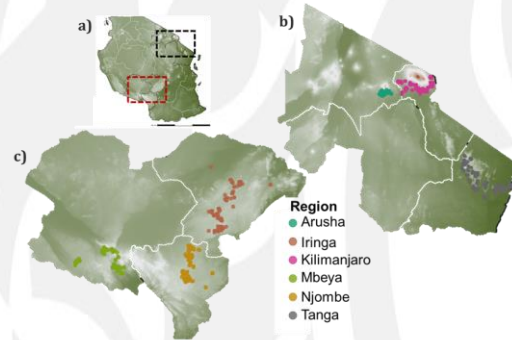 a)
b)
c)
Region
Arusha
Iringa
Kilimanjaro
Mbeya
Njombe
Tanga